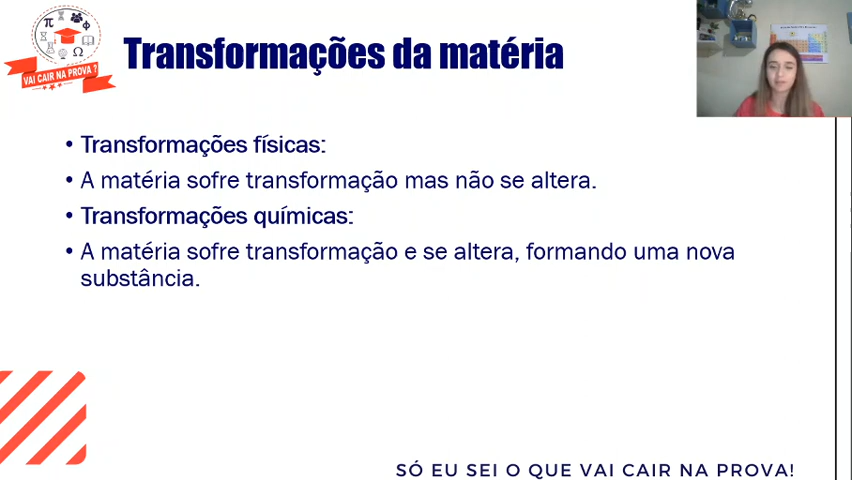 π
Ω
VAI CAIR NA PROVA ?
Transformações da matéria
• Transformações físicas:
• A matéria sofre transformação mas não se altera.
• Transformações químicas:
• A matéria sofre transformação e se altera, formando uma nova
substância.
SÓ EU SEI O QUE VAI CAIR NA PROVA!